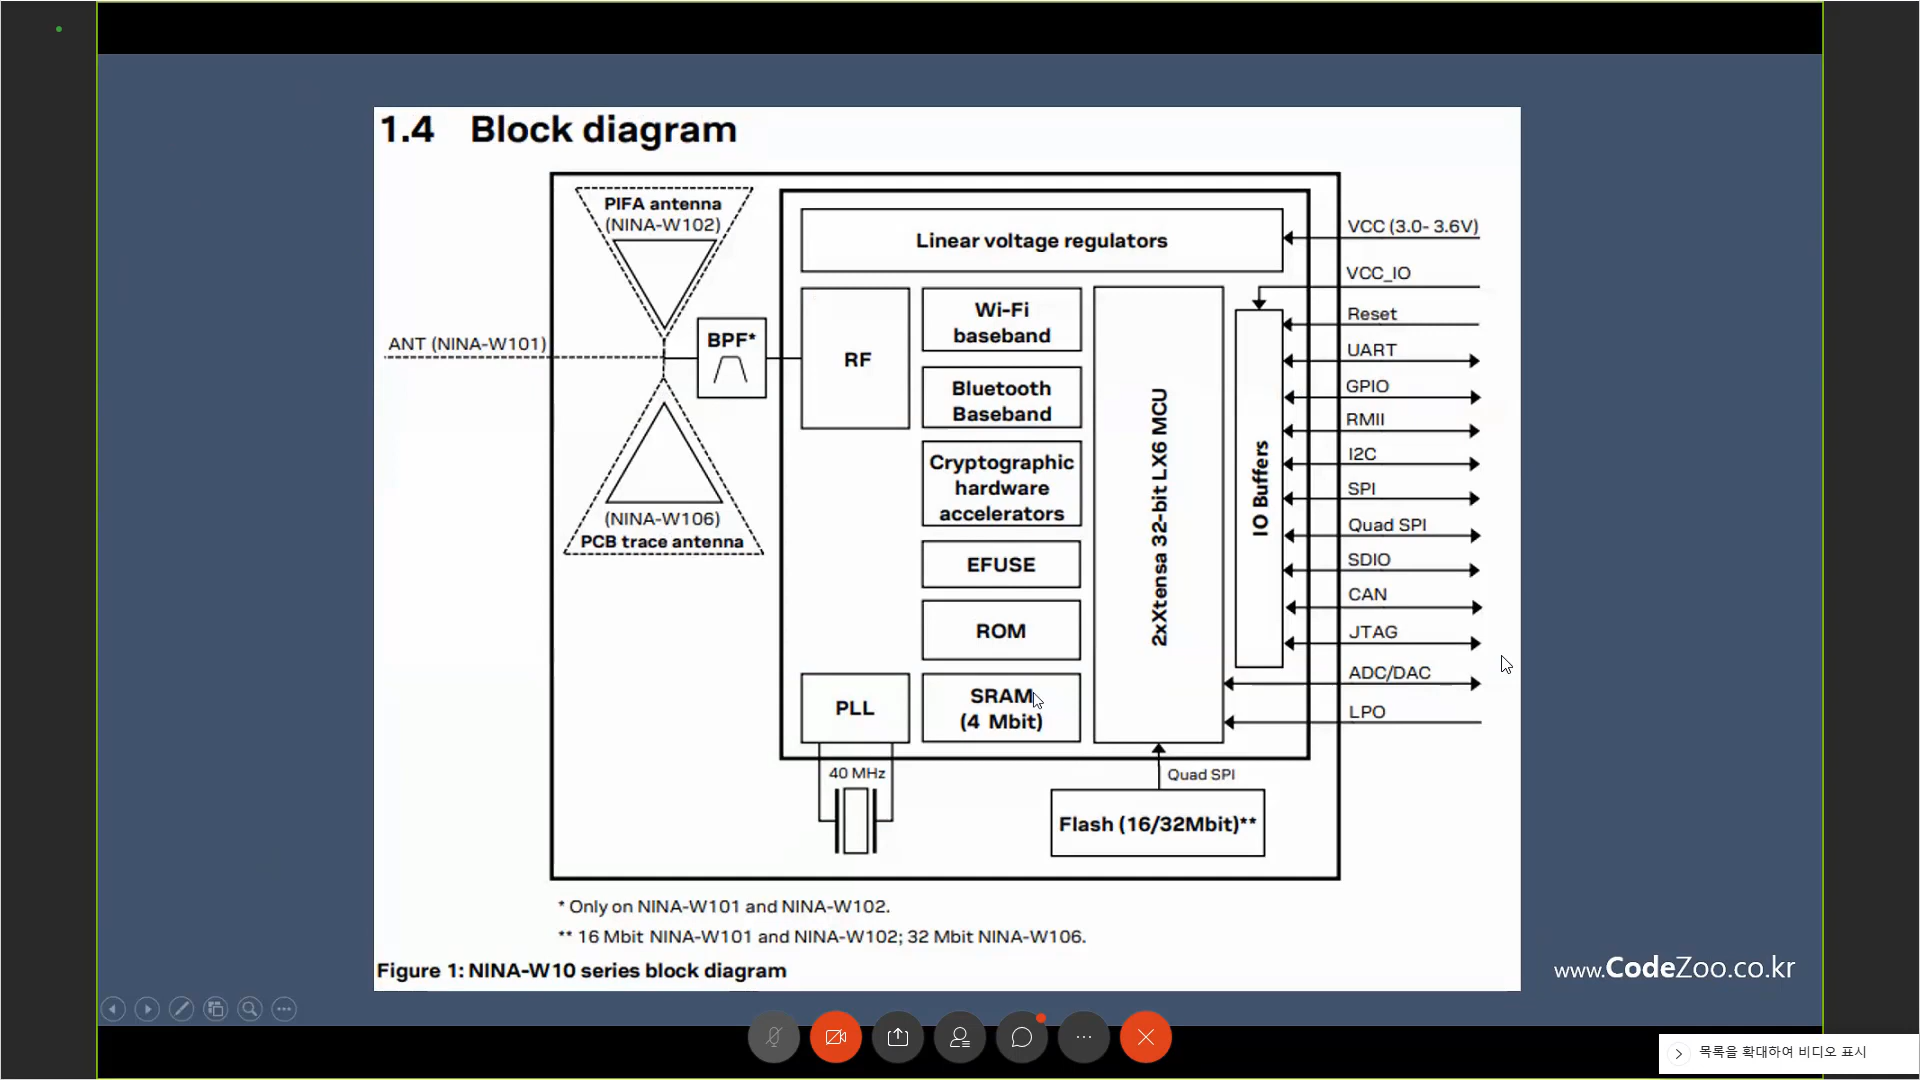 1.4 Block diagram
PIFA antenna
(NINA-W102)
ANT (NINA-W101)
BPF*
(NINA-W106)
PCB trace antenna
Linear voltage regulators
RF
Wi-Fi
baseband
Bluetooth
Baseband
Cryptographic
hardware
accelerators
EFUSE
ROM
SRAM
(4 Mbit)
PLL
40 MHz
2xXtensa 32-bit LX6 MCU
IO Buffers
VCC (3.0- 3.6V)
VCC_IO
Reset
UART
GPIO
RMII
I2C
SPI
Quad SPI
SDIO
CAN
JTAG
ADC/DAC
LPO
Quad SPI
Flash (16/32Mbit)**
* Only on NINA-W101 and NINA-W102.
** 16 Mbit NINA-W101 and NINA-W102; 32 Mbit NINA-W106.
Figure 1: NINA-W10 series block diagram
www.CodeZoo.co.kr
목록을 확대하여 비디오 표시